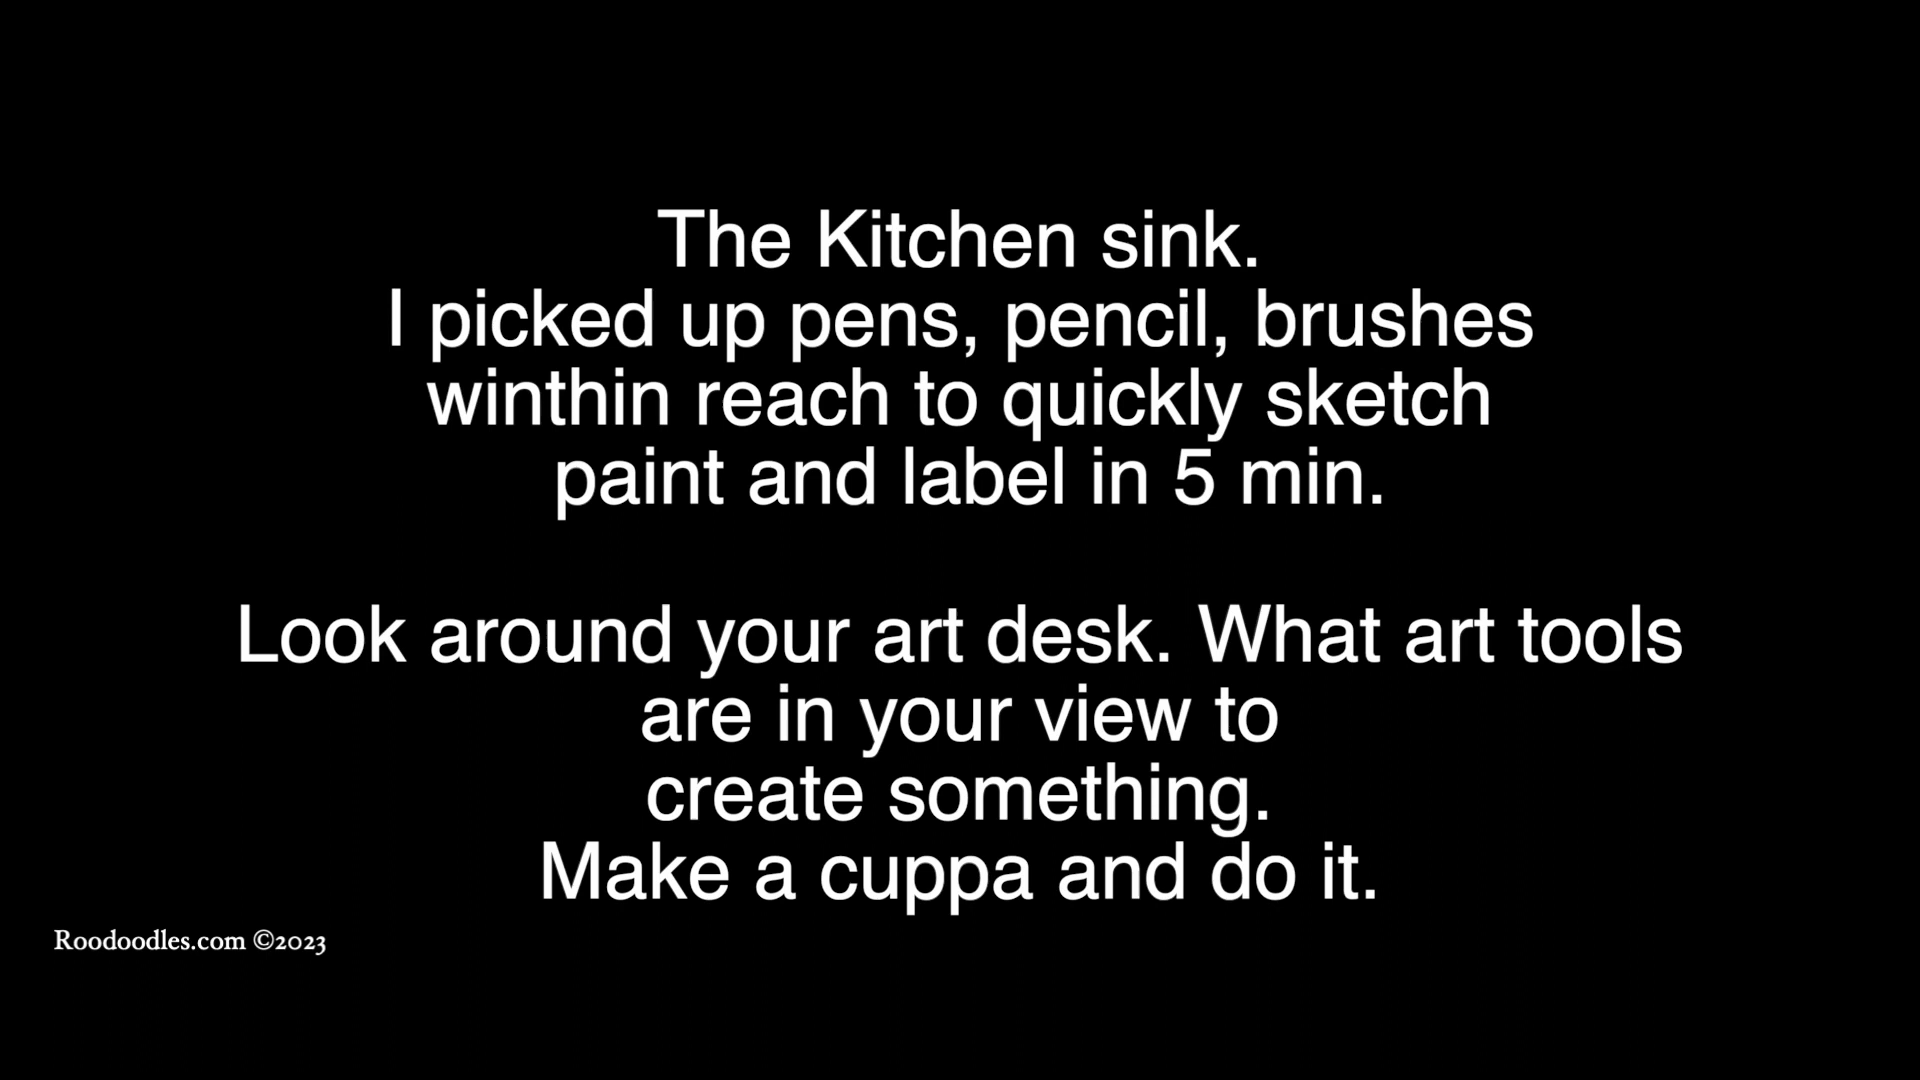 The Kitchen sink.
I picked up pens, pencil, brushes
winthin reach to quickly sketch
paint and label in 5 min.
Look around your art desk. What art tools
are in your view to
create something.
Make a cuppa and do it.
Roodoodles.com ©2023